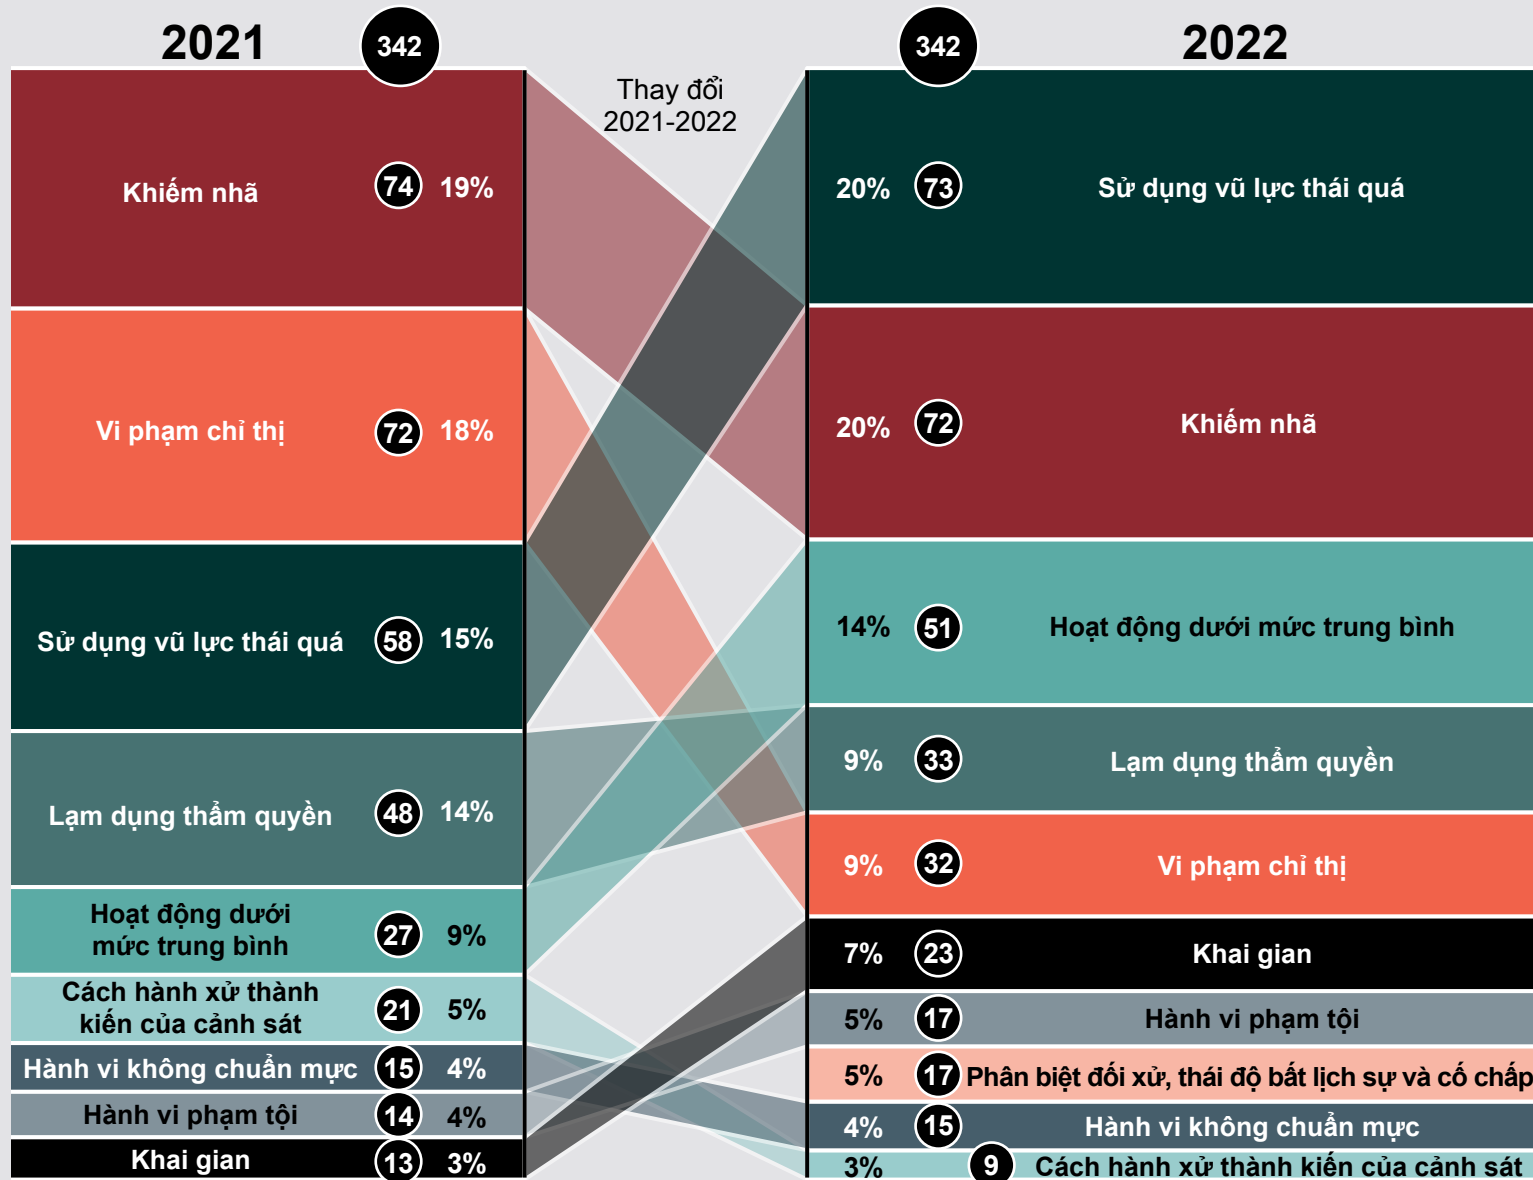 2021
342
Khiếm nhã
74
19%
Vi phạm chỉ thị
72
18%
Sử dụng vũ lực thái quá
58
15%
Lạm dụng thẩm quyền
48
14%
Hoạt động dưới
mức trung bình
27
9%
Cách hành xử thành
kiến của cảnh sát
21
5%
Hành vi không chuẩn mực
15
4%
Hành vi phạm tội
14
4%
Khai gian
13
3%
Thay đổi
2021-2022
342
2022
20%
73
Sử dụng vũ lực thái quá
20%
72
Khiếm nhã
14%
51
Hoạt động dưới mức trung bình
9%
33
Lạm dụng thẩm quyền
9%
32
Vi phạm chỉ thị
7%
23
Khai gian
5%
17
Hành vi phạm tội
5%
17
Phân biệt đối xử, thái độ bất lịch sự và cố chấp
4%
15
Hành vi không chuẩn mực
3%
9
Cách hành xử thành kiến của cảnh sát